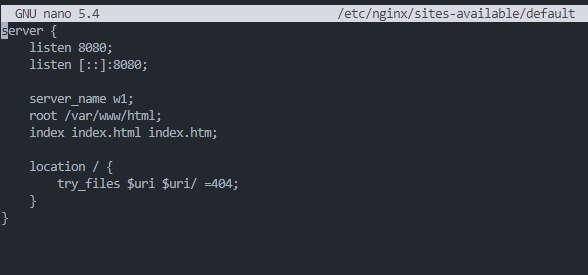 GNU nano 5.4 /etc/nginx/sites-available/default
server {
    listen 8080;
    listen [::]:8080;

    server_name w1;
    root /var/www/html;
    index index.html index.htm;

    location / {
        try_files $uri $uri/ =404;
    }
}